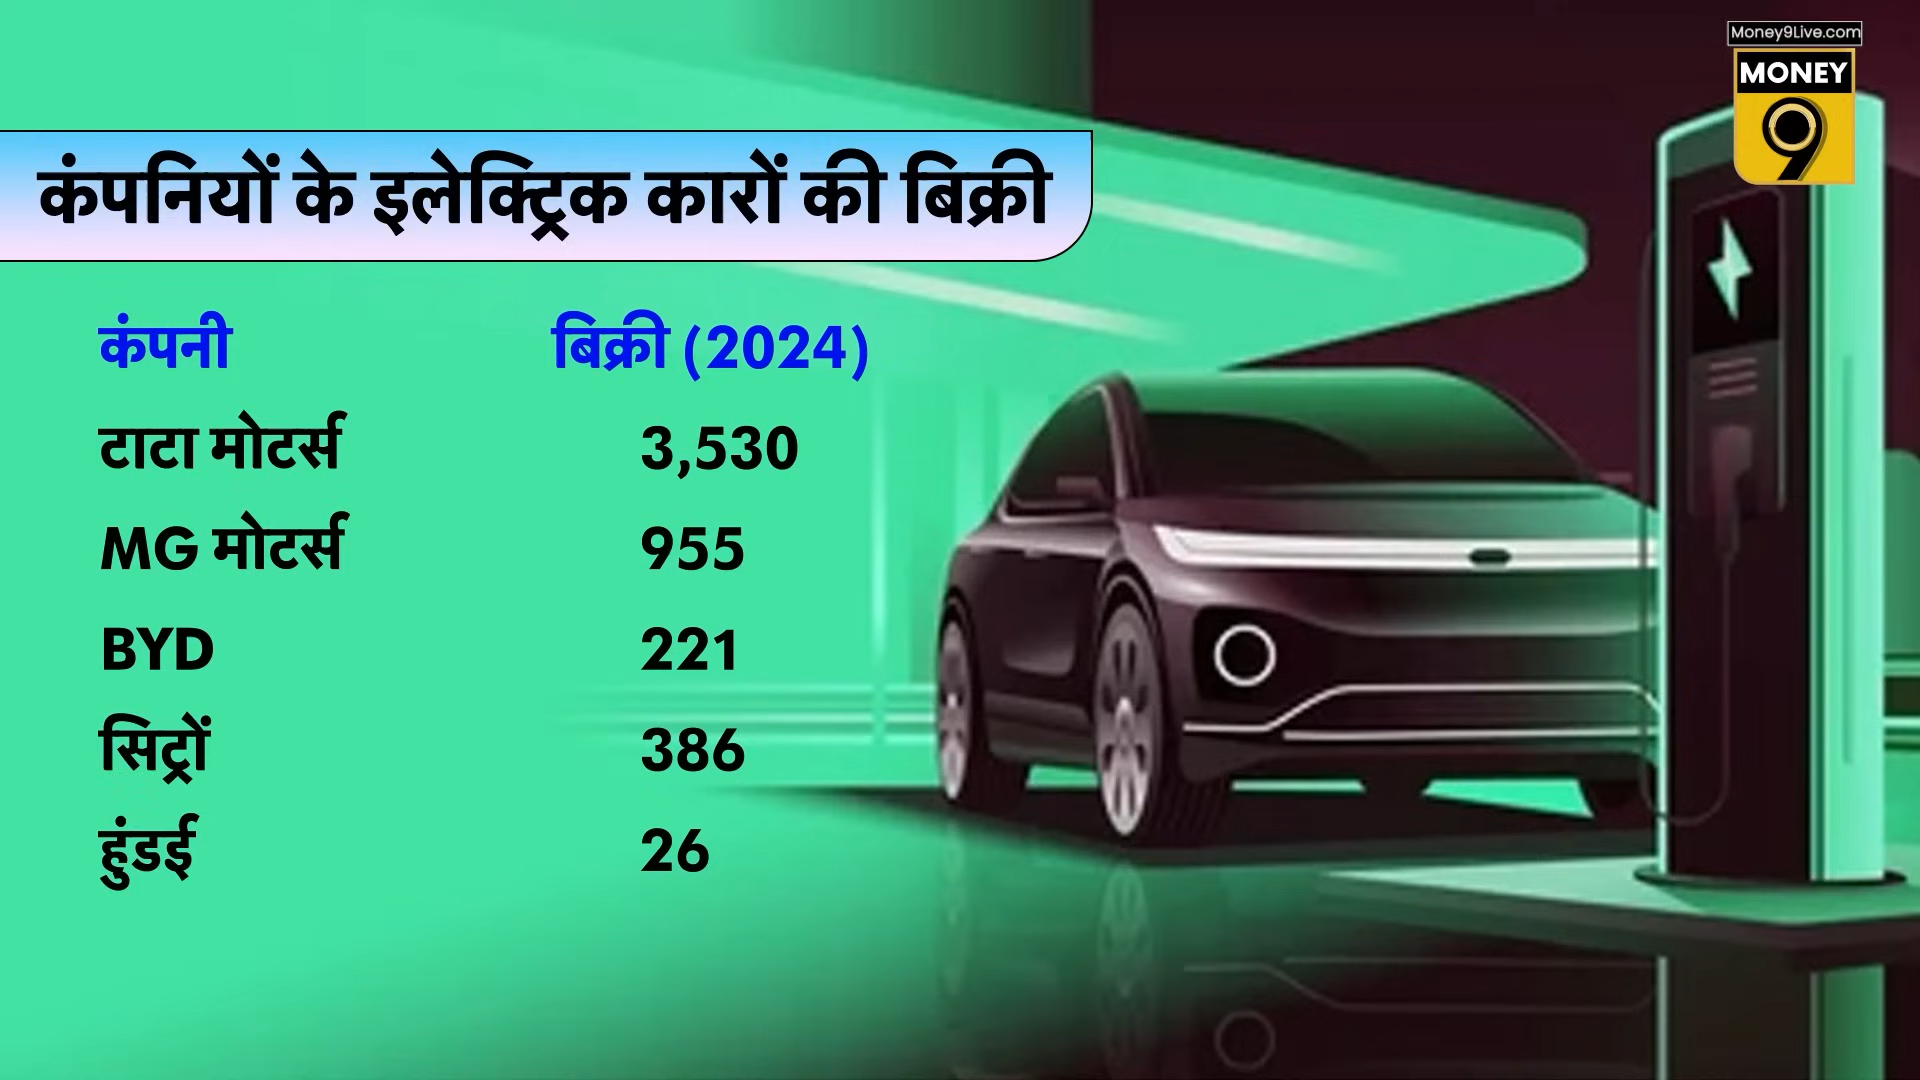 Money9Live.com
MONEY
9
कंपनियों के इलेक्ट्रिक कारों की बिक्री
कंपनी बिक्री (2024)
टाटा मोटर्स 3,530
MG मोटर्स 955
BYD 221
सिट्रों 386
हुंडई 26